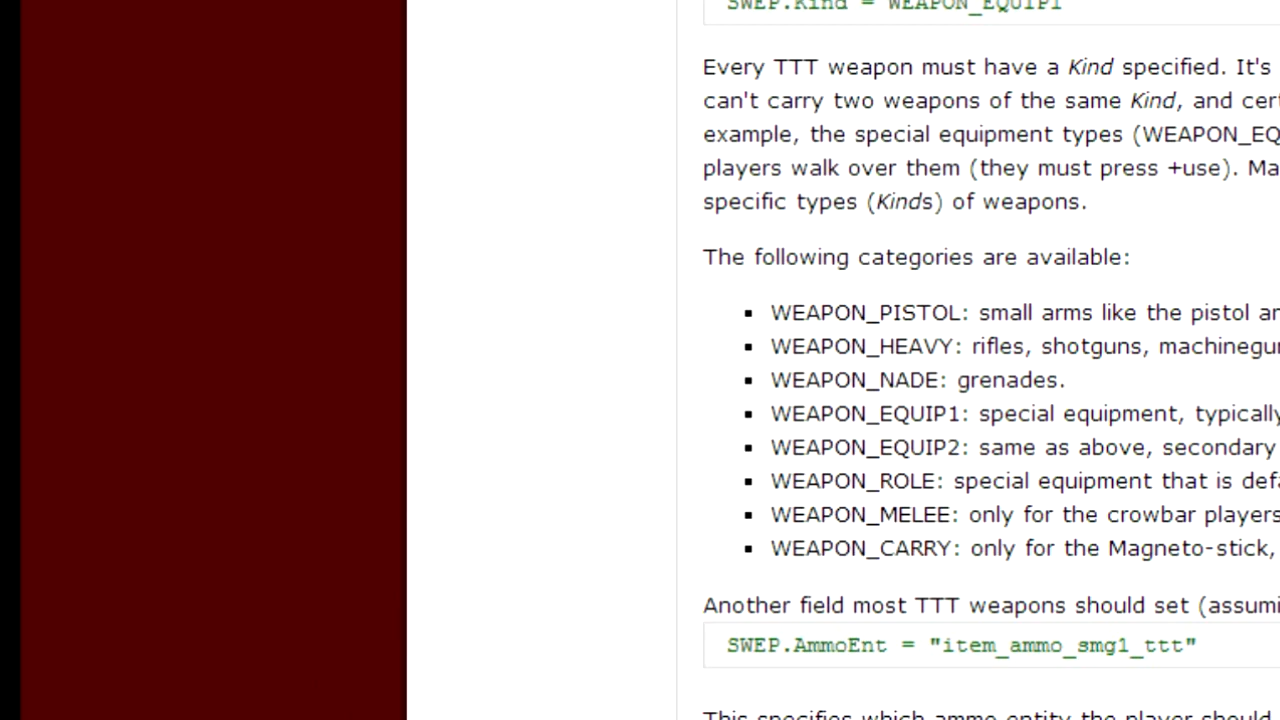 SWEP.Kind = WEAPON_EQUIP1
Every TTT weapon must have a Kind specified. It's
can't carry two weapons of the same Kind, and cert
example, the special equipment types (WEAPON_EQ
players walk over them (they must press +use). Ma
specific types (Kinds) of weapons.
The following categories are available:
▪ WEAPON_PISTOL: small arms like the pistol an
▪ WEAPON_HEAVY: rifles, shotguns, machinegun
▪ WEAPON_NADE: grenades.
▪ WEAPON_EQUIP1: special equipment, typically
▪ WEAPON_EQUIP2: same as above, secondary
▪ WEAPON_ROLE: special equipment that is defa
▪ WEAPON_MELEE: only for the crowbar players
▪ WEAPON_CARRY: only for the Magneto-stick,
Another field most TTT weapons should set (assumi
SWEP.AmmoEnt = "item_ammo_smg1_ttt"
This specifies which ammo entity the player should